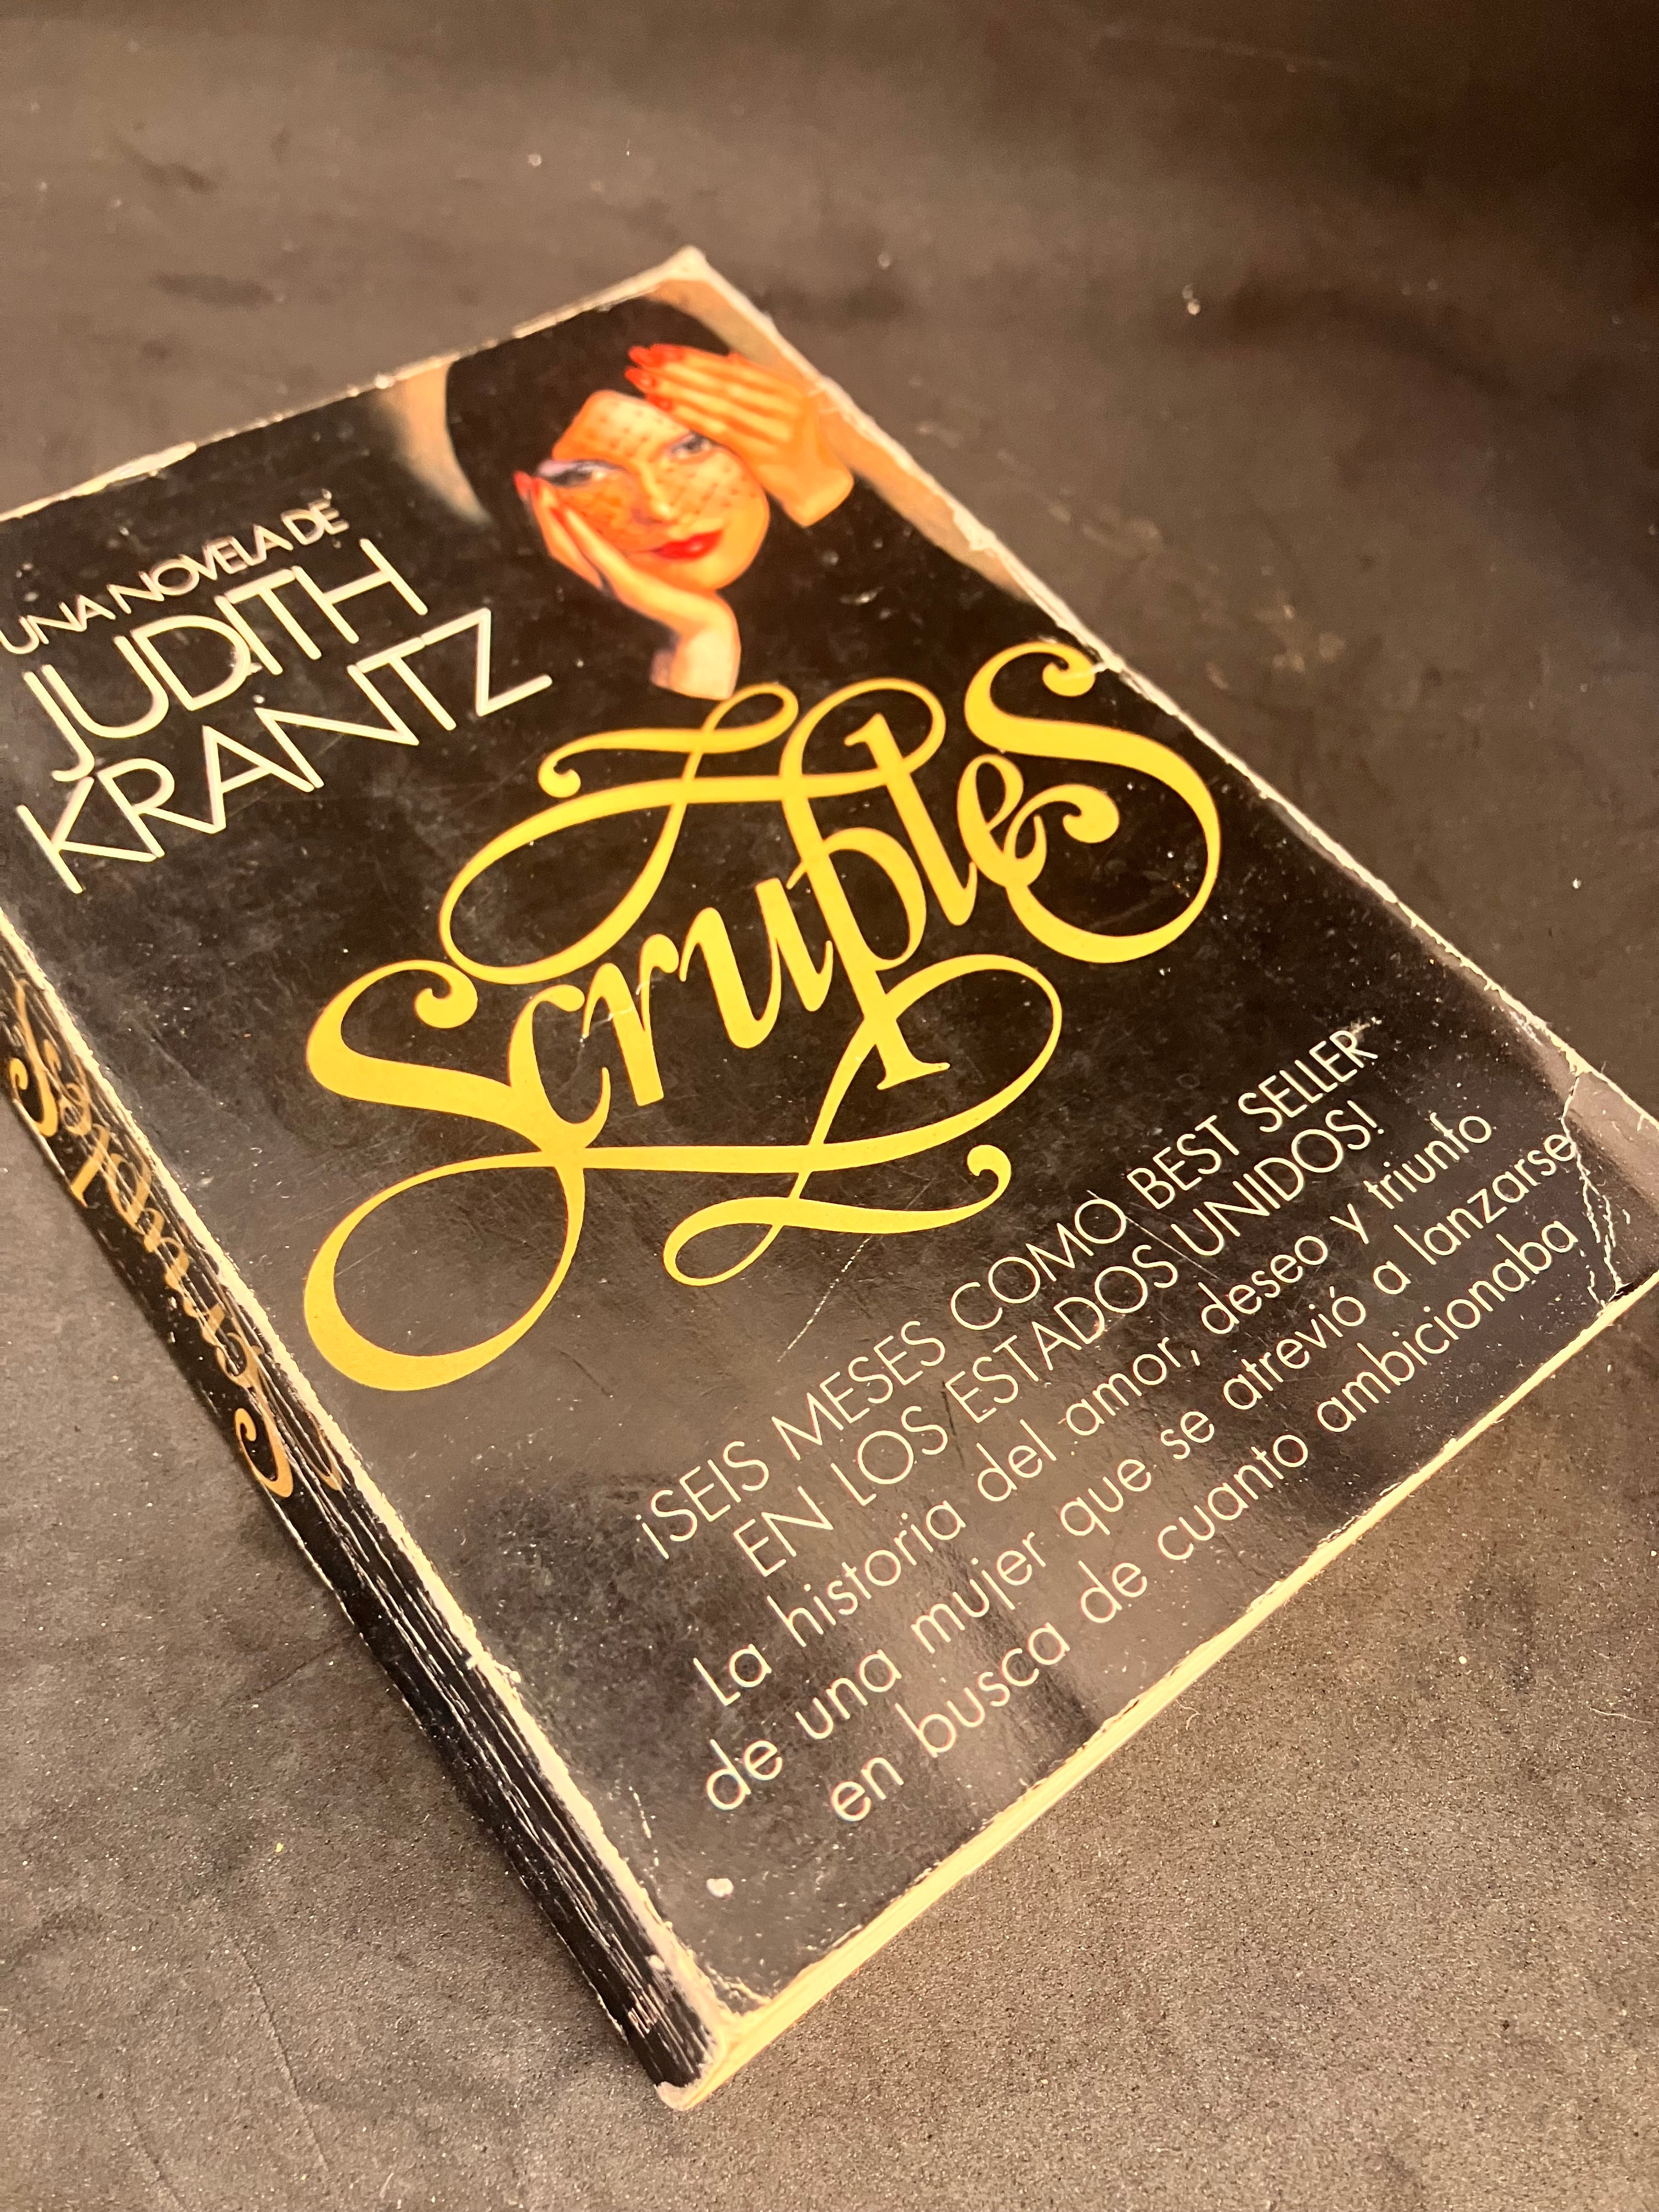 UNA NOVELA DE
JUDITH
KRANTZ
Scruples
¡SEIS MESES COMO BEST SELLER
EN LOS ESTADOS UNIDOS!
La historia del amor, deseo y triunfo
de una mujer que se atrevió a lanzarse
en busca de cuanto ambicionaba
Scruples